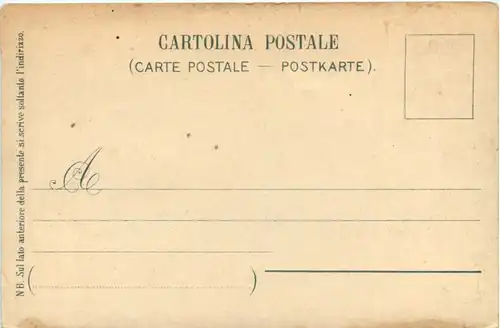 CARTOLINA POSTALE
(CARTE POSTALE — POSTKARTE).
A
( )
NB. Sul lato anteriore della presente si scrive soltanto l'indirizzo.